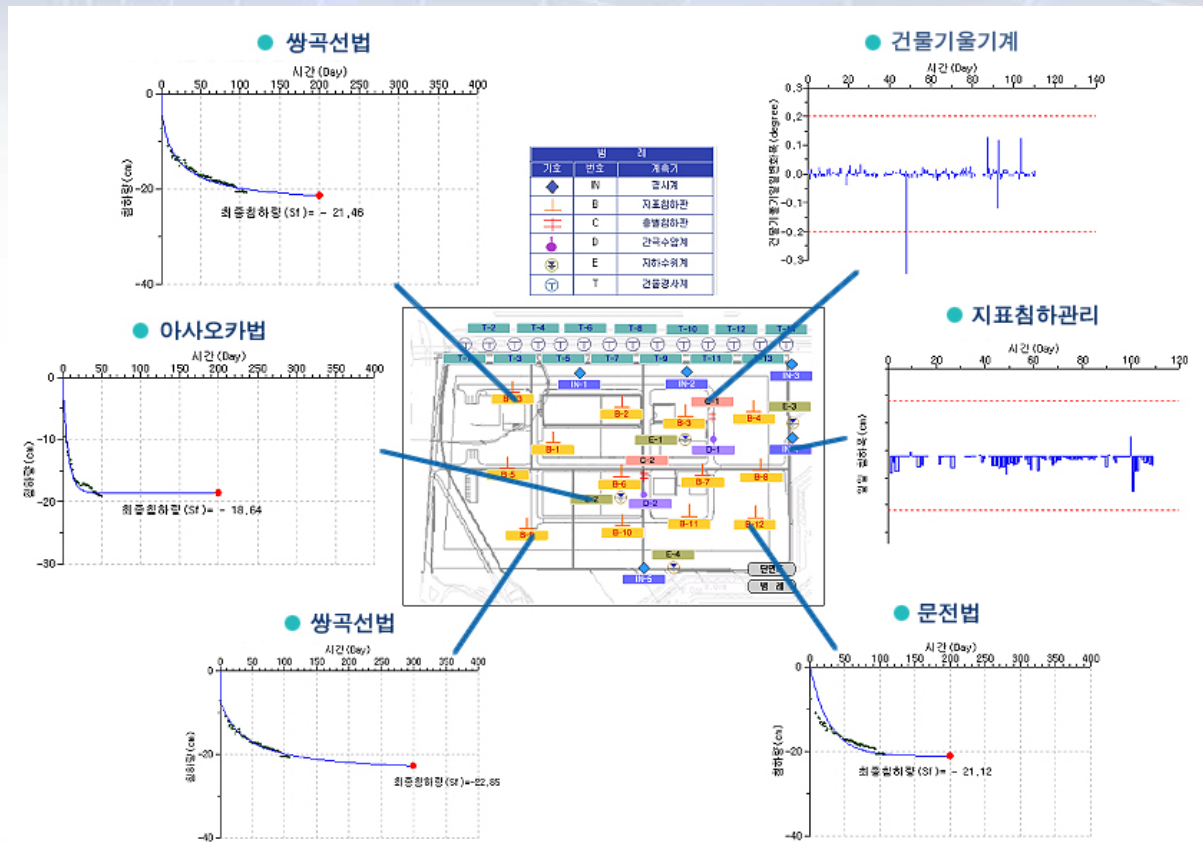 쌍곡선법
시간(Day)
0 50 100 150 200 250 300 350 400
0
-20
-40
침하량(cm)
최종침하량(Sf)= - 21.46
건물기울기계
시간(Day)
0 20 40 60 80 100 120 140
0.3
0.2
0.1
0.0
-0.1
-0.2
-0.3
범 례
기호 번호 계측기
IN 경사계
B 지표침하판
C 층별침하판
D 간극수압계
E 지하수위계
T 건물경사계
아사오카법
시간(Day)
0 50 100 150 200 250 300 350 400
0
-10
-20
-30
침하량(cm)
최종침하량(Sf)= - 18.64
지표침하관리
시간(Day)
0 20 40 60 80 100 120
일일 침하폭(cm)
T-2 T-4 T-6 T-8 T-10 T-12
T-3 T-5 T-7 T-9 T-11 T-13
IN-1 IN-2 IN-3
B-2 B-3 B-4
E-3
E-1 D-1
B-1
C-2
B-5 B-6 B-7 B-8
D-2
B-10 B-11 B-12
E-4
IN-5
단면도
범 례
쌍곡선법
시간(Day)
0 50 100 150 200 250 300 350 400
0
-20
-40
침하량(cm)
최종침하량(Sf)=-22.85
문전법
시간(Day)
0 50 100 150 200 250 300 350 400
0
-20
-40
침하량(cm)
최종침하량(Sf)= - 21.12